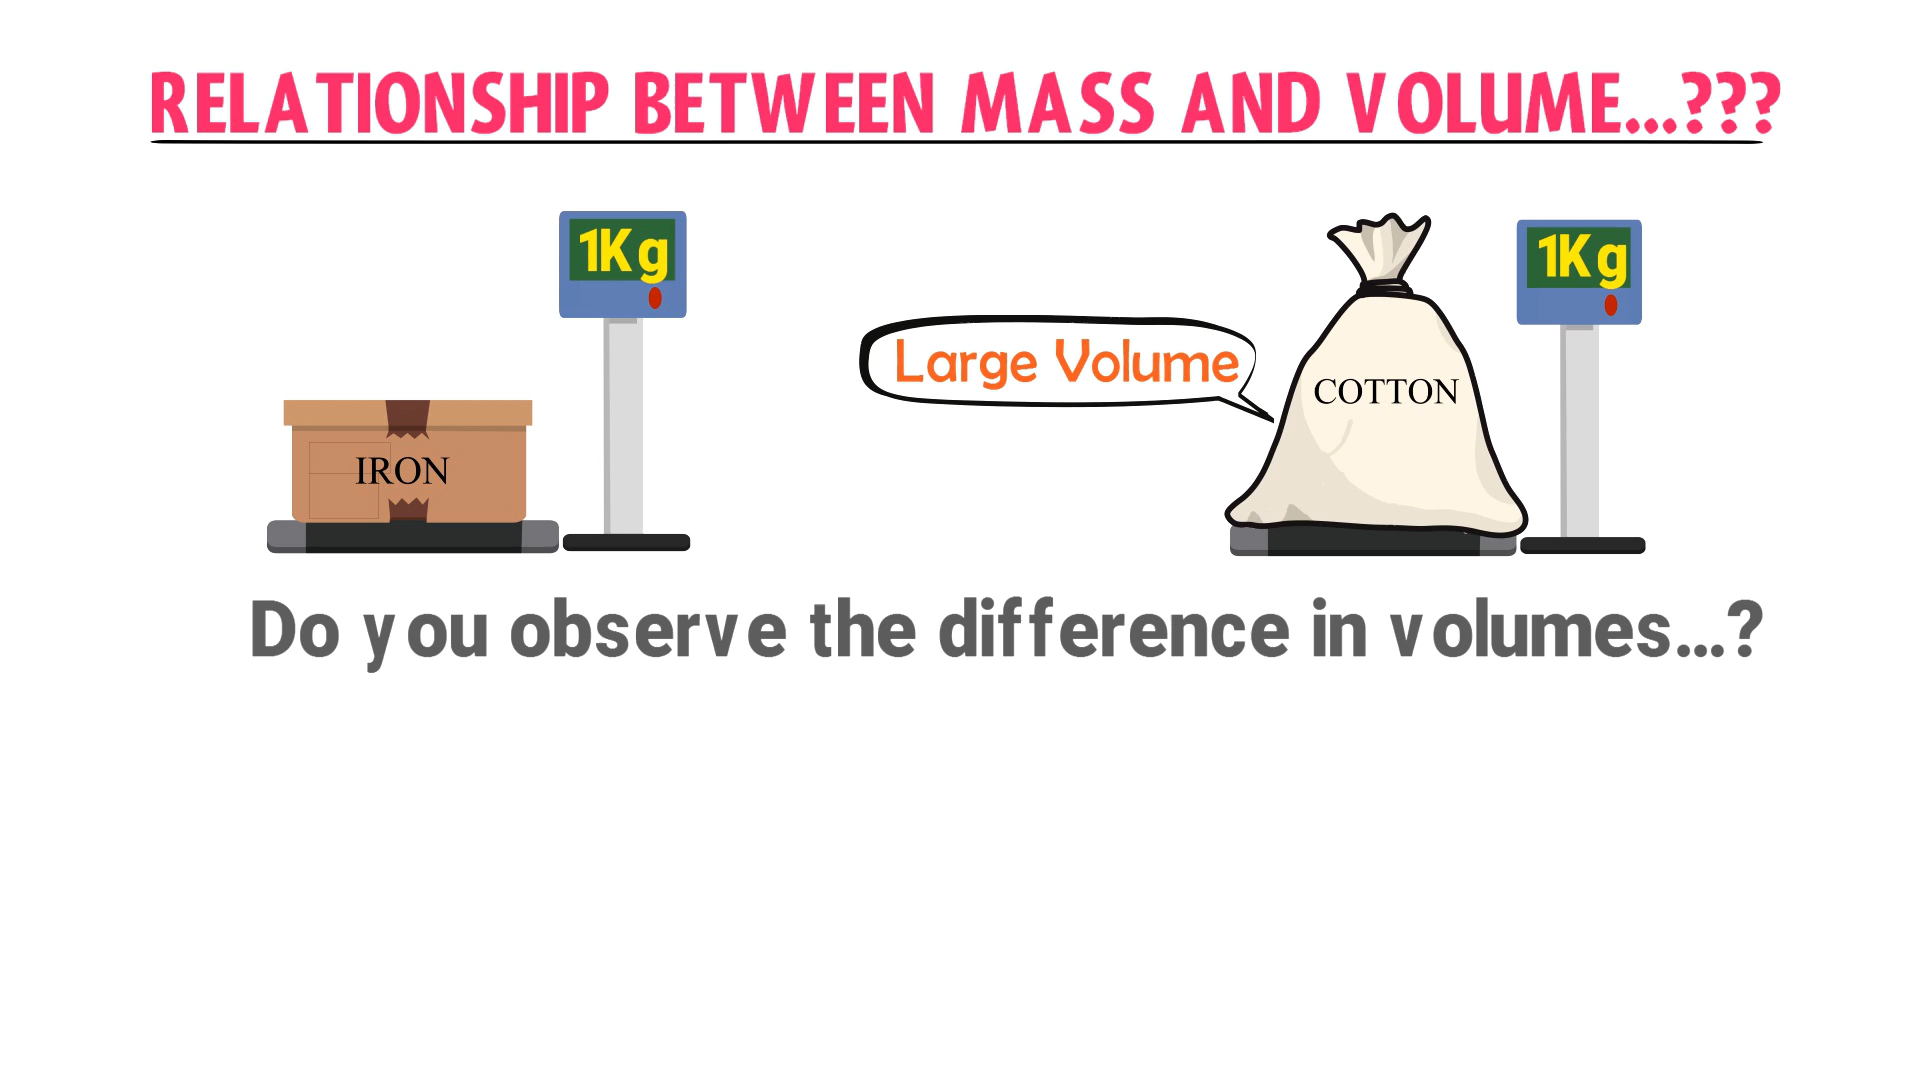 RELATIONSHIP BETWEEN MASS AND VOLUME...???
1Kg
1Kg
Large Volume
COTTON
IRON
Do you observe the difference in volumes...?